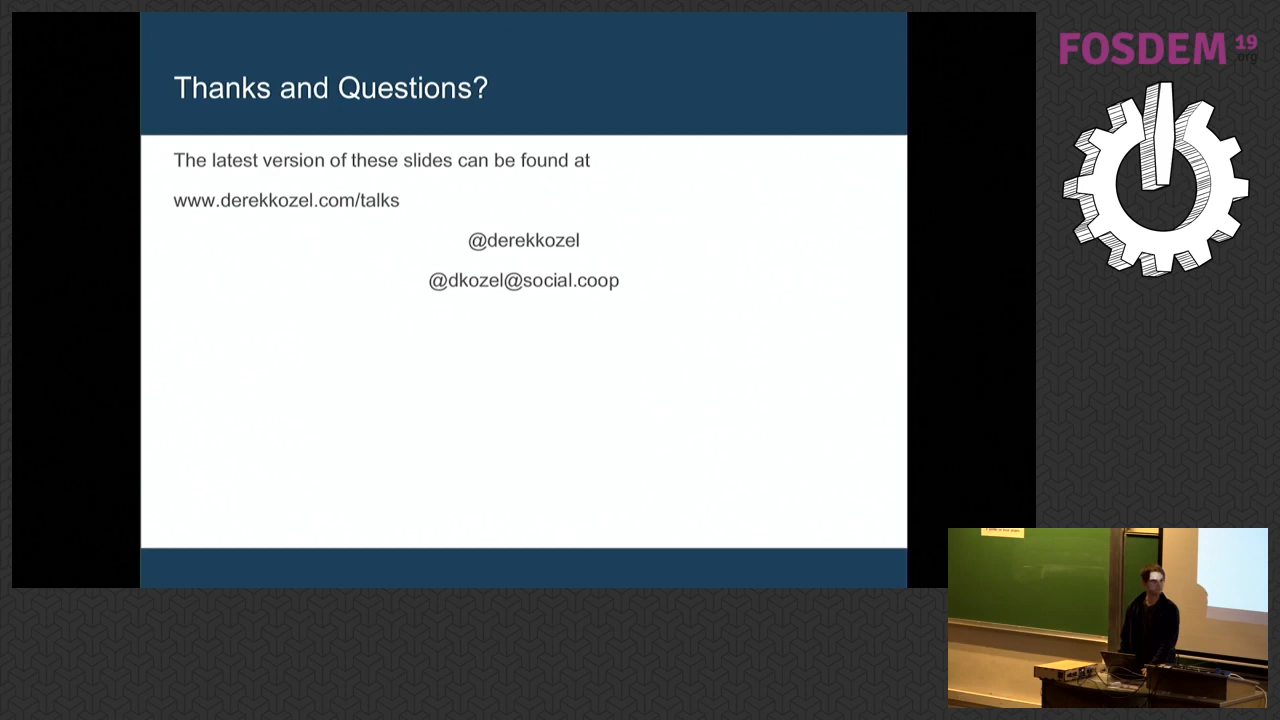 Thanks and Questions?
The latest version of these slides can be found at
www.derekkozel.com/talks
@derekkozel
@dkozel@social.coop
FOSDEM 19
.org